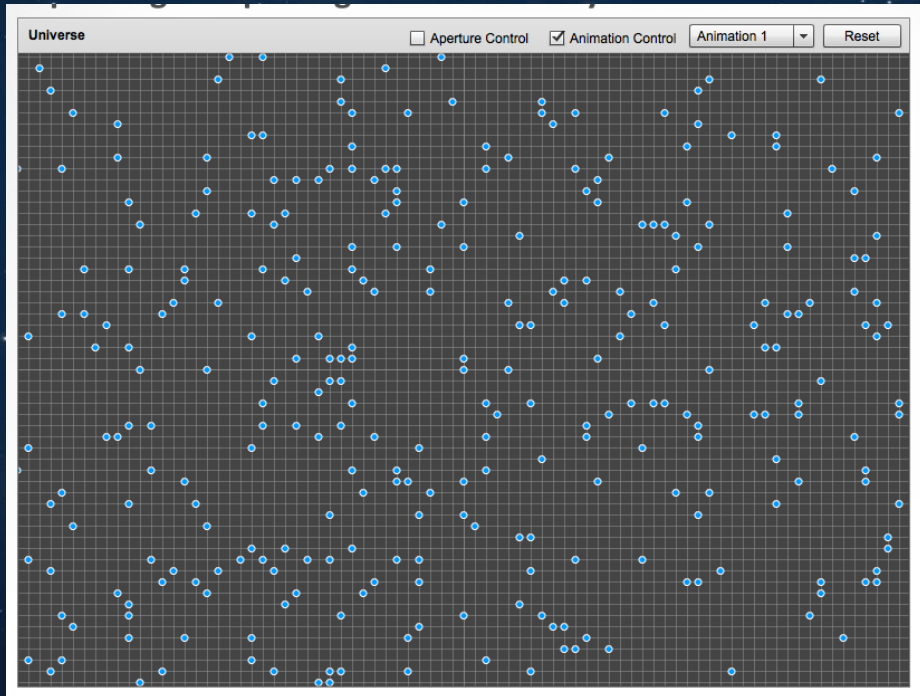 Universe
Aperture Control
Animation Control
Animation 1
Reset